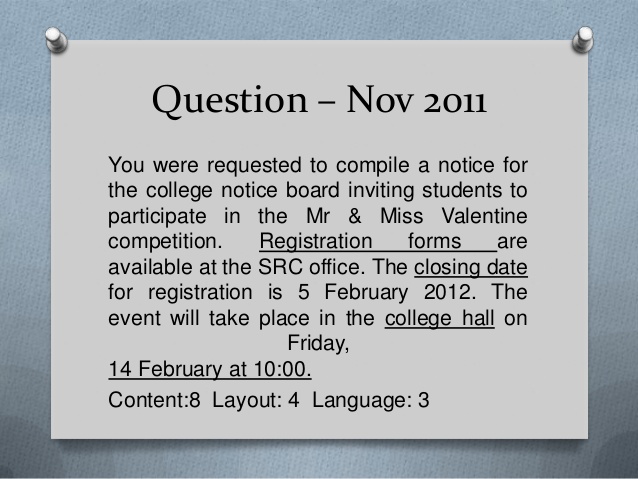 Question – Nov 2011
You were requested to compile a notice for
the college notice board inviting students to
participate in the Mr & Miss Valentine
competition. Registration forms are
available at the SRC office. The closing date
for registration is 5 February 2012. The
event will take place in the college hall on
Friday,
14 February at 10:00.
Content:8 Layout: 4 Language: 3